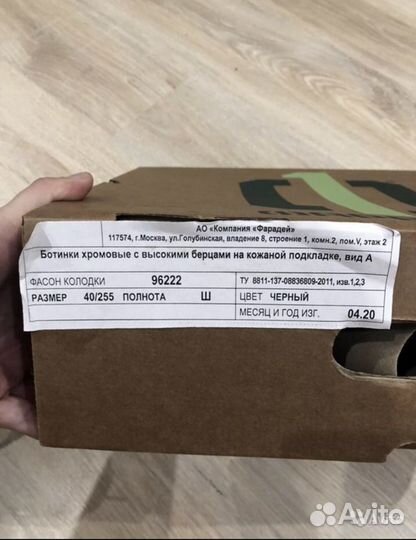 АО «Компания «Фарадей»
117574, г.Москва, ул.Голубинская, владение 8, строение 1, комн.2, пом.V, этаж 2
Ботинки хромовые с высокими берцами на кожаной подкладке, вид А
ФАСОН КОЛОДКИ 96222 ТУ 8811-137-08836809-2011, изв.1,2,3
РАЗМЕР 40/255 ПОЛНОТА Ш ЦВЕТ ЧЕРНЫЙ
МЕСЯЦ И ГОД ИЗГ. 04.20
Avito